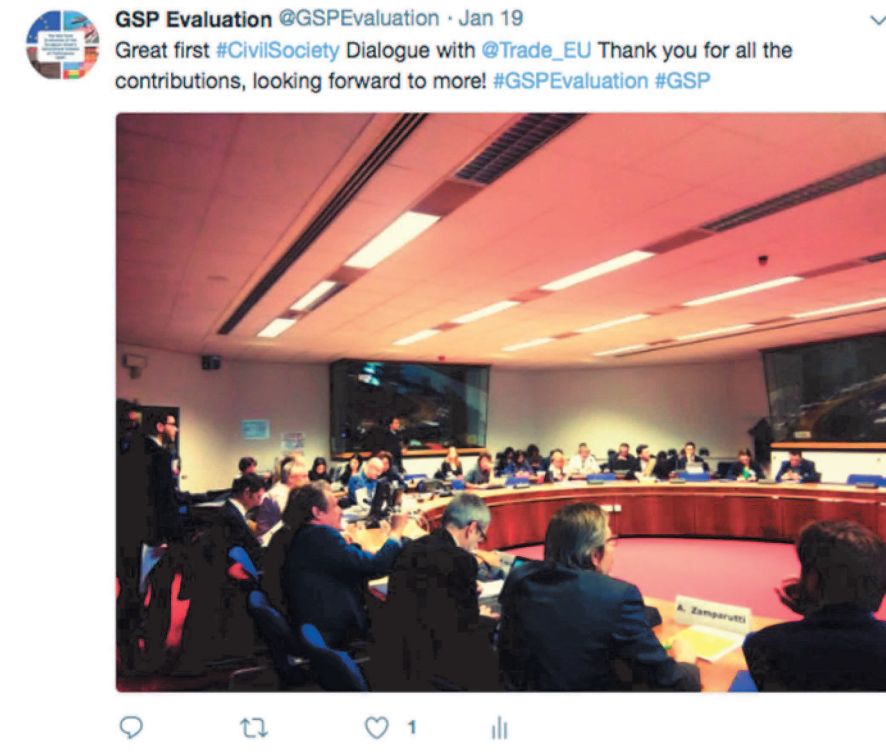 GSP Evaluation @GSPEvaluation · Jan 19
Great first #CivilSociety Dialogue with @Trade_EU Thank you for all the
contributions, looking forward to more! #GSPEvaluation #GSP
A. Zamparutti
1